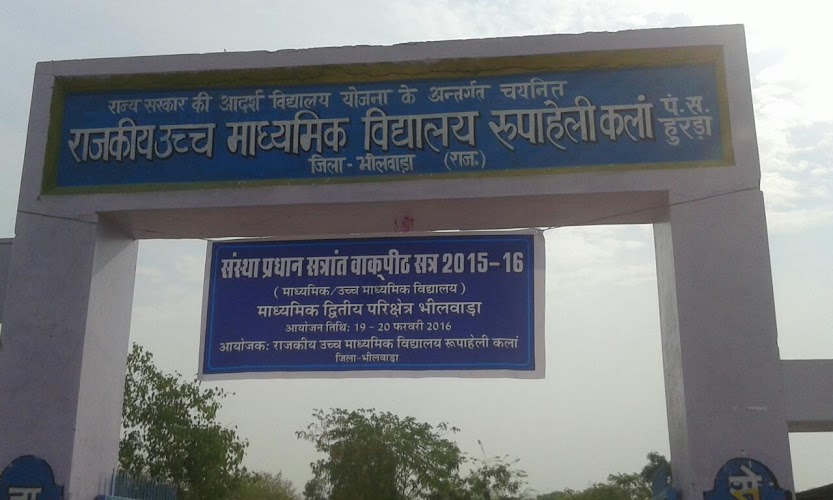 राज्य सरकार की आदर्श विद्यालय योजना के अन्तर्गत चयनित
राजकीय उच्च माध्यमिक विद्यालय रुपाहेली कलां पं. स. हुरडा
जिला - भीलवाड़ा (राज.)
संस्था प्रधान सत्रांत वाक्पीठ सत्र 2015-16
( माध्यमिक/उच्च माध्यमिक विद्यालय )
माध्यमिक द्वितीय परिक्षेत्र भीलवाड़ा
आयोजन तिथि: 19 - 20 फरवरी 2016
आयोजक: राजकीय उच्च माध्यमिक विद्यालय रूपाहेली कलां
जिला-भीलवाड़ा